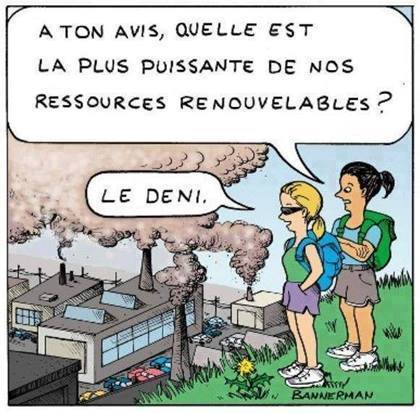 A TON AVIS, QUELLE EST
LA PLUS PUISSANTE DE NOS
RESSOURCES RENOUVELABLES ?
LE DENI.
BANNERMAN